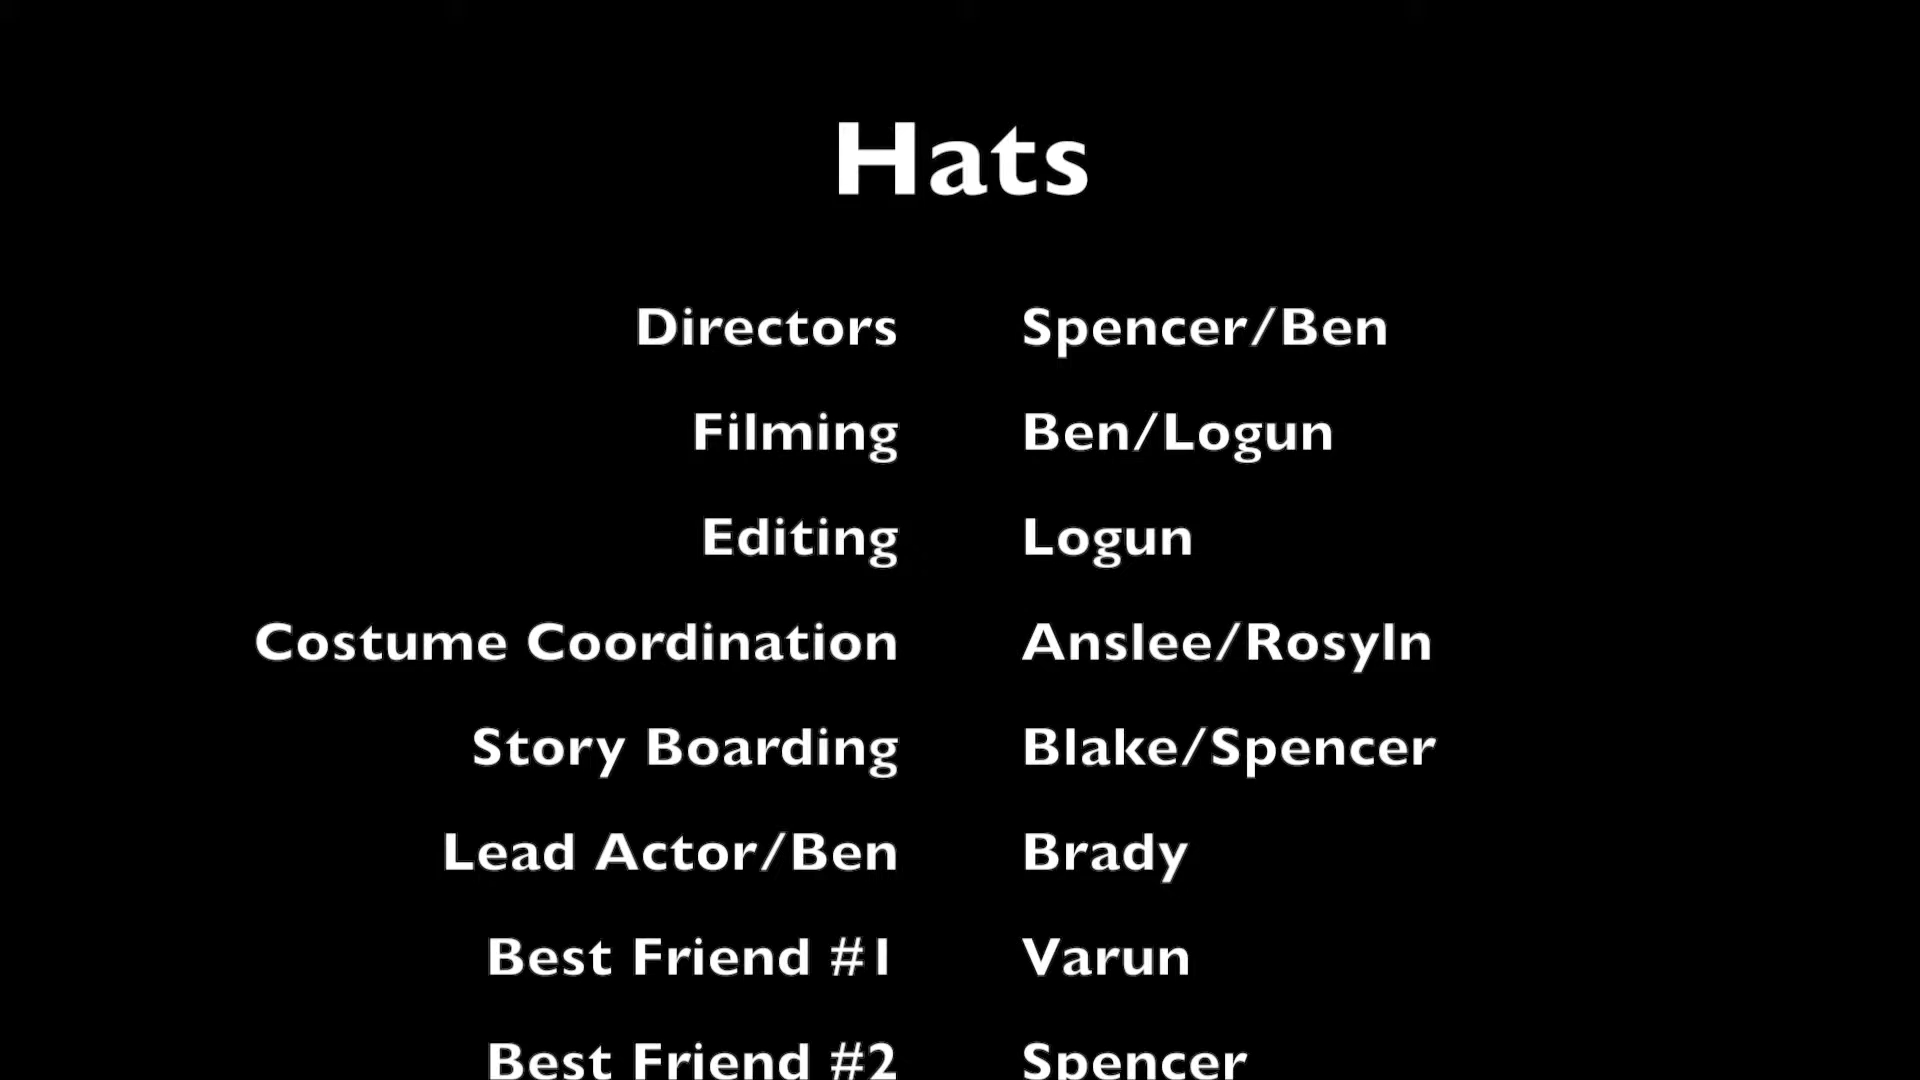 Hats
Directors Spencer/Ben
Filming Ben/Logun
Editing Logun
Costume Coordination Anslee/Rosyln
Story Boarding Blake/Spencer
Lead Actor/Ben Brady
Best Friend #1 Varun
Best Friend #2 Spencer